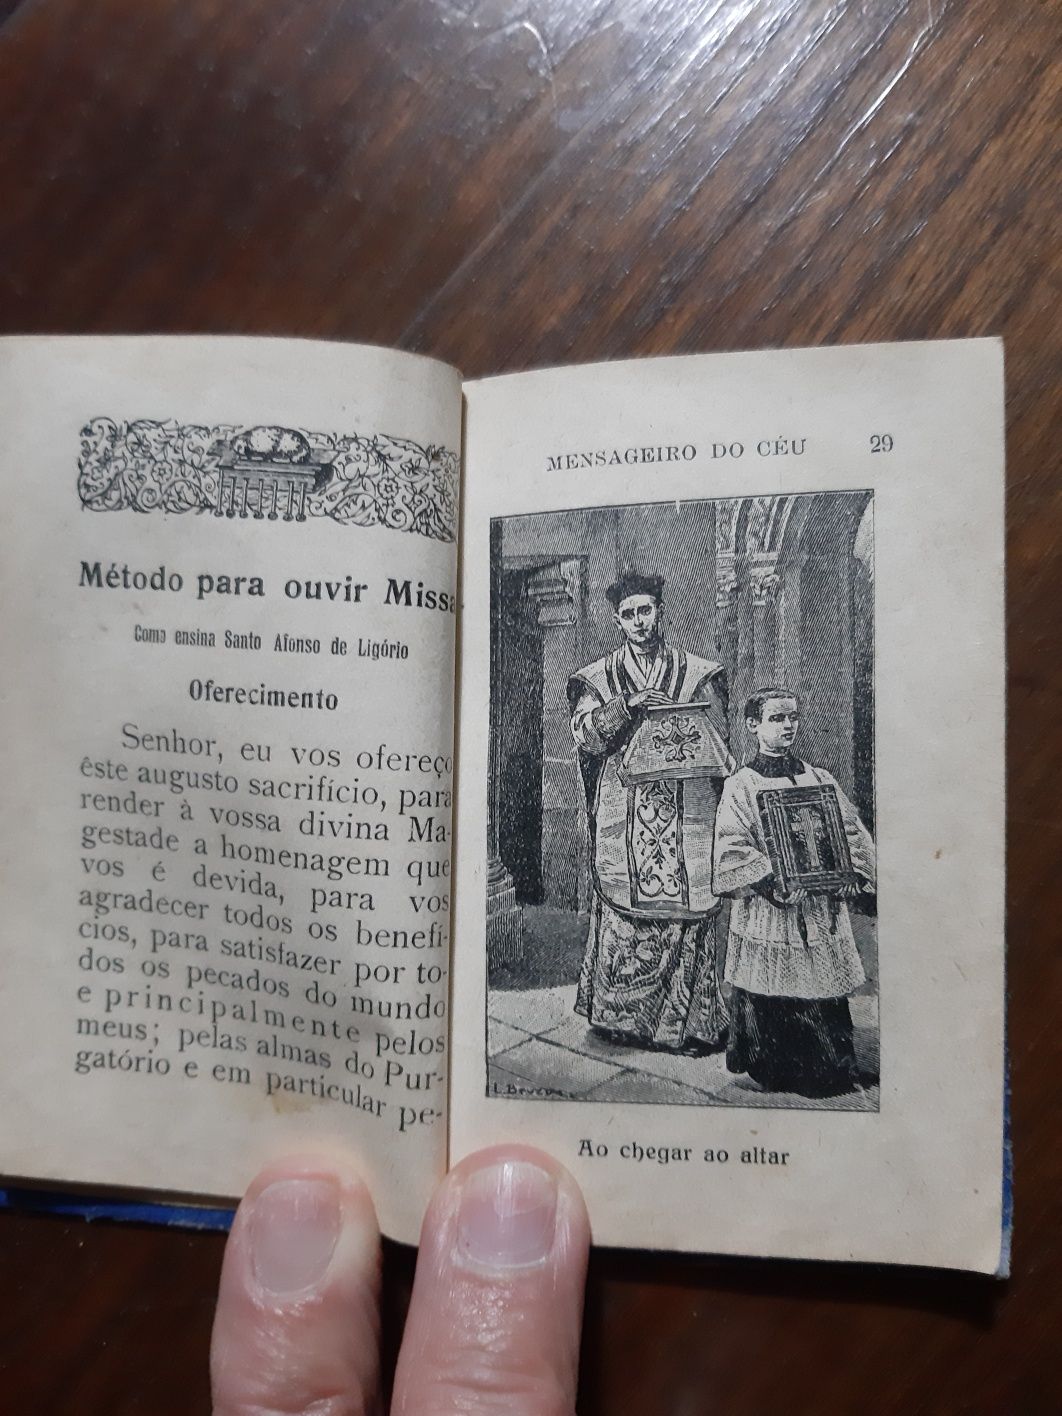 Método para ouvir Missa
Como ensina Santo Afonso de Ligório
Oferecimento
Senhor, eu vos ofereço
êste augusto sacrifício, para
render à vossa divina Ma-
gestade a homenagem que
vos é devida, para vos
agradecer todos os benefí-
cios, para satisfazer por to-
dos os pecados do mundo
e principalmente pelos
meus; pelas almas do Pur-
gatório e em particular pe-
MENSAGEIRO DO CÉU 29
Ao chegar ao altar